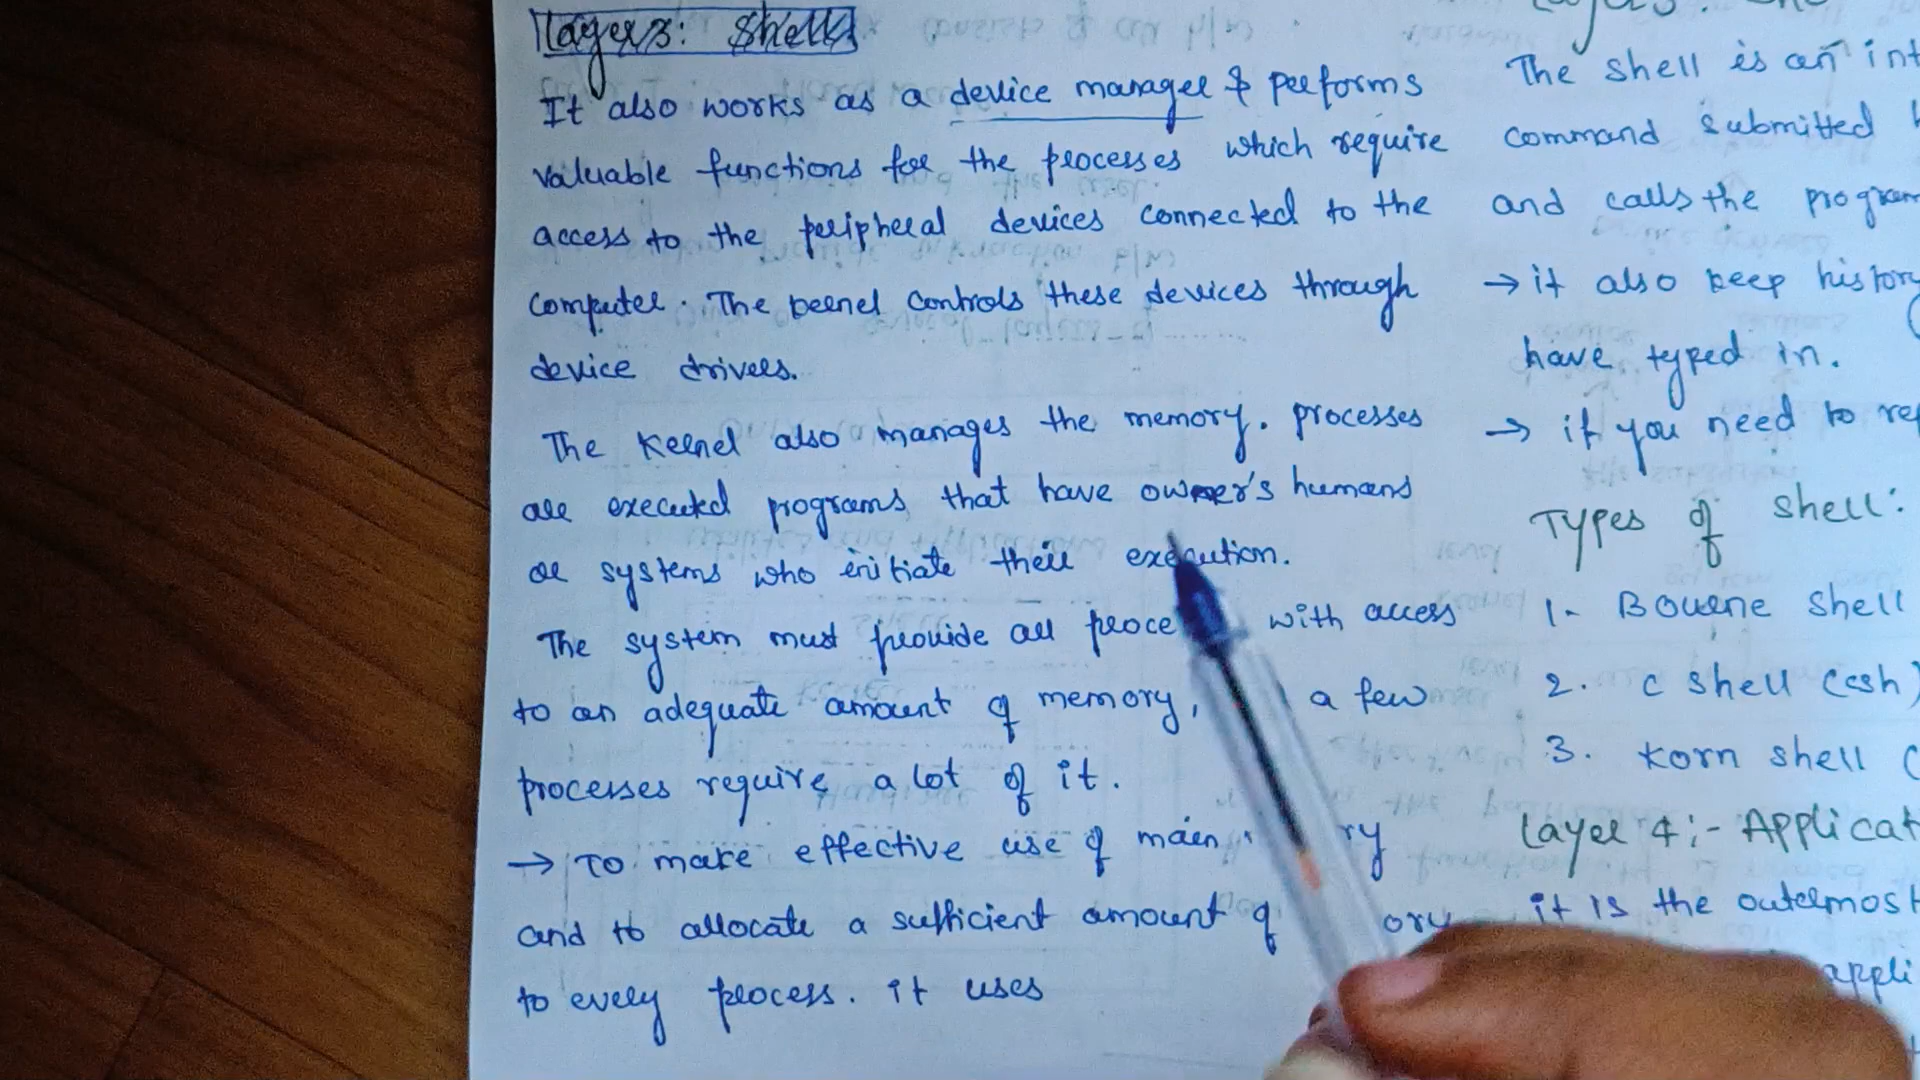 Layer 3: Shells
It also works as a device manager & performs
valuable functions for the processes which require
access to the peripheral devices connected to the
computer. The kernel controls these devices through
device drivers.
The Kernel also manages the memory. processes
are executed programs that have owner's humans
or systems who initiate their execution.
The system must provide all with access
to an adequate amount of memory, a few
processes require a lot of it.
→ To make effective use of main
and to allocate a sufficient amount of
to every process. it uses
The shell is an
command submitted
and calls the
→ it also keep
have typed in.
→ if you need to
Types of shell:
1- Bourne Shell
2. C shell (csh)
3. Korn shell (
Layer 4:-
it is the outermost